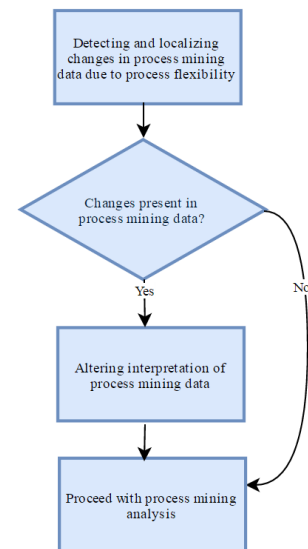 Detecting and localizing
changes in process mining
data due to process flexibility
Changes present in
process mining data?
Yes
No
Altering interpretation of
process mining data
Proceed with process mining
analysis